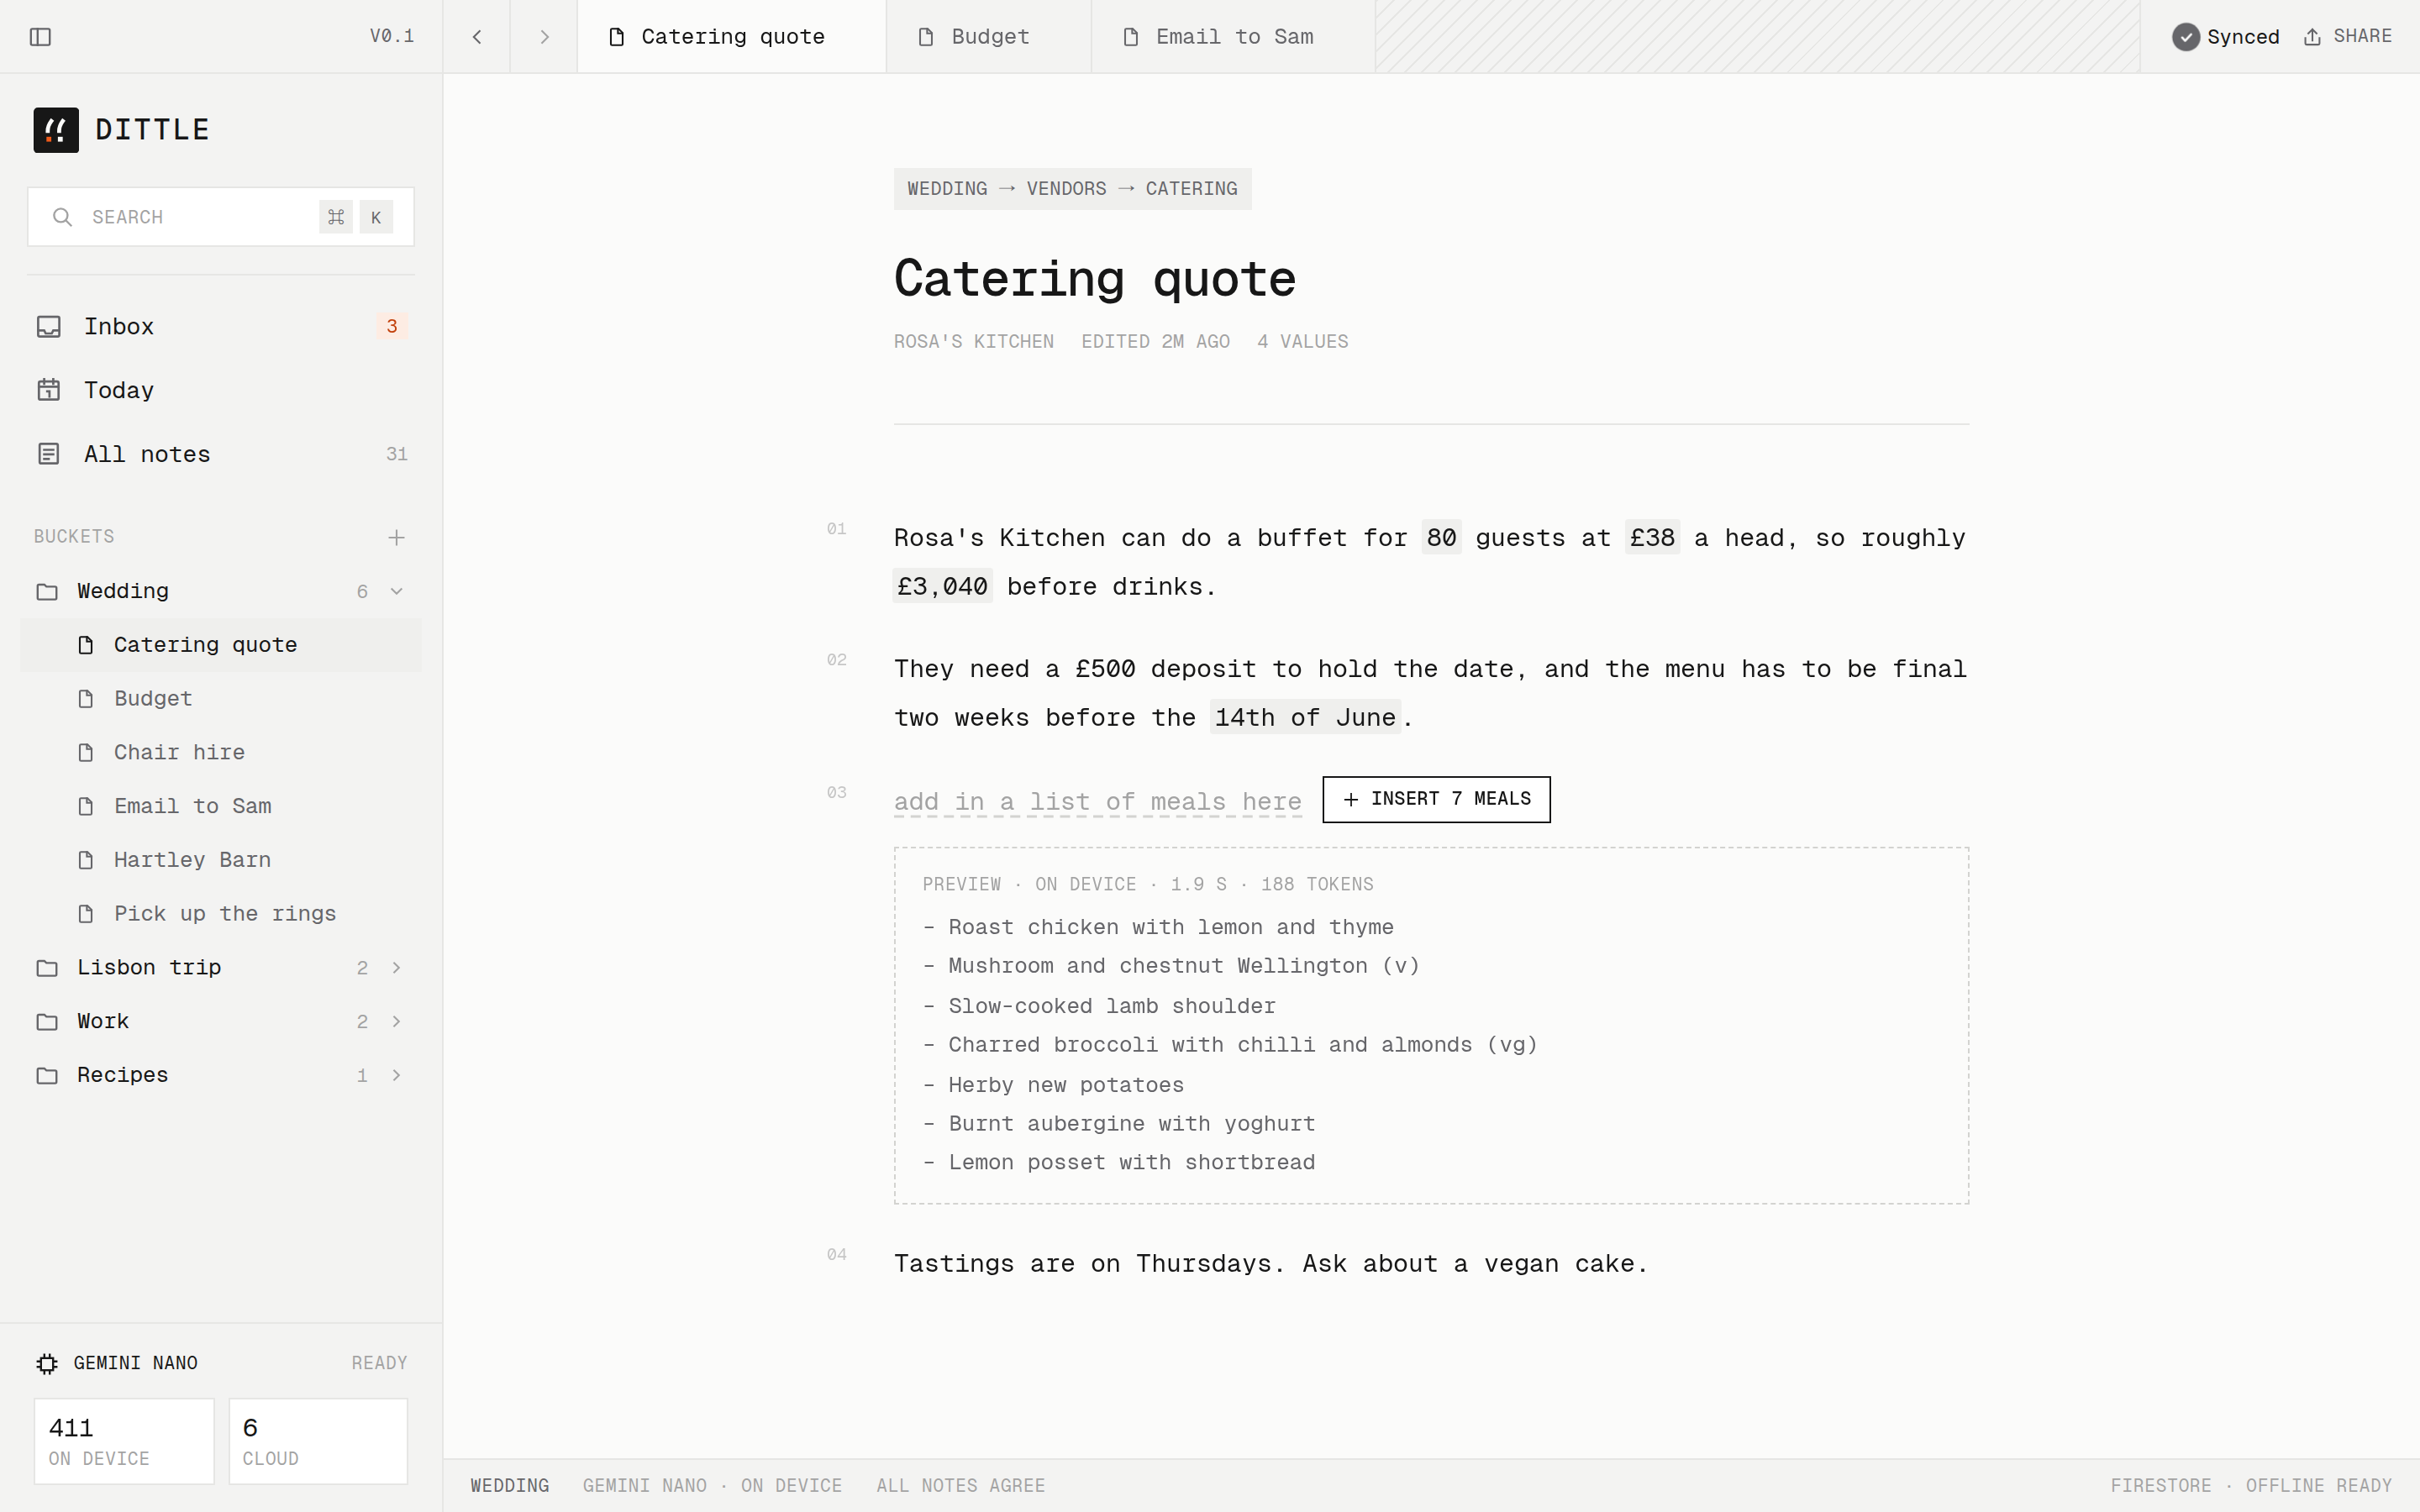 V0.1
Catering quote
Budget
Email to Sam
Synced
SHARE
DITTLE
SEARCH
⌘ K
Inbox 3
Today
All notes 31
BUCKETS
Wedding 6
Catering quote
Budget
Chair hire
Email to Sam
Hartley Barn
Pick up the rings
Lisbon trip 2
Work 2
Recipes 1
GEMINI NANO READY
411
ON DEVICE
6
CLOUD
WEDDING → VENDORS → CATERING
Catering quote
ROSA'S KITCHEN EDITED 2M AGO 4 VALUES
01
Rosa's Kitchen can do a buffet for 80 guests at £38 a head, so roughly
£3,040 before drinks.
02
They need a £500 deposit to hold the date, and the menu has to be final
two weeks before the 14th of June.
03
add in a list of meals here
+ INSERT 7 MEALS
PREVIEW · ON DEVICE · 1.9 S · 188 TOKENS
- Roast chicken with lemon and thyme
- Mushroom and chestnut Wellington (v)
- Slow-cooked lamb shoulder
- Charred broccoli with chilli and almonds (vg)
- Herby new potatoes
- Burnt aubergine with yoghurt
- Lemon posset with shortbread
04
Tastings are on Thursdays. Ask about a vegan cake.
WEDDING GEMINI NANO · ON DEVICE ALL NOTES AGREE
FIRESTORE · OFFLINE READY